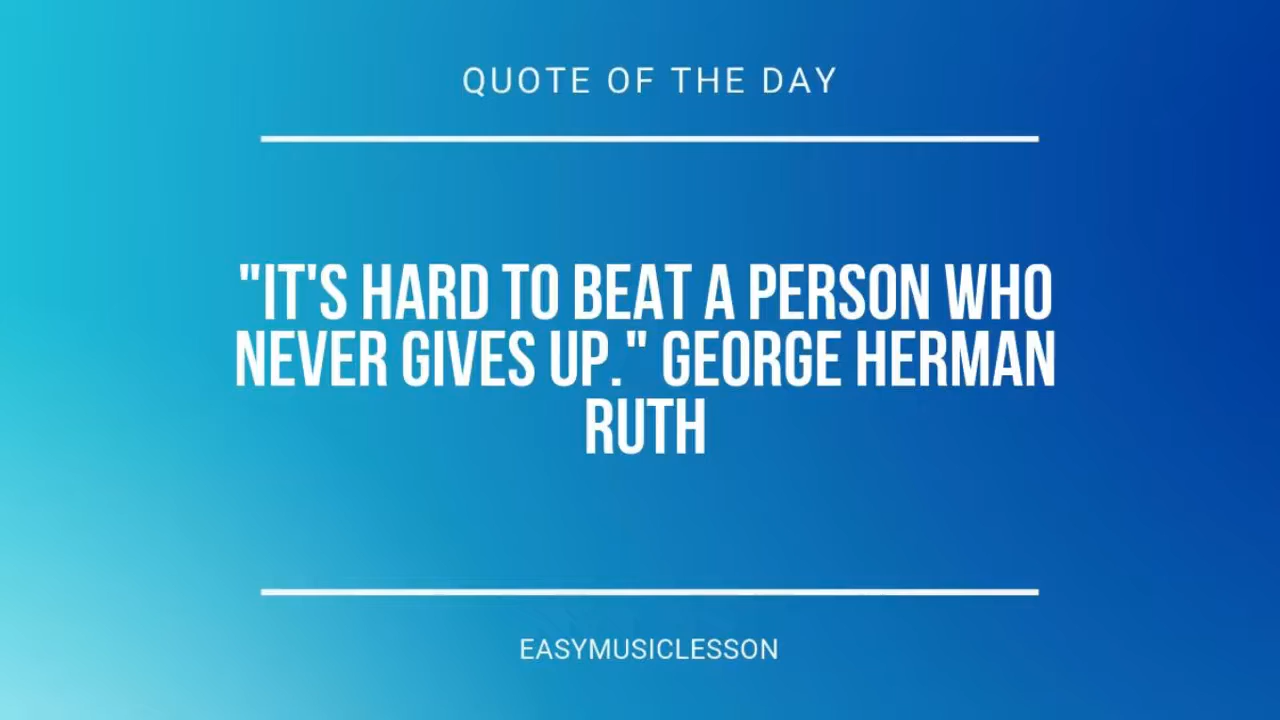 QUOTE OF THE DAY
"IT'S HARD TO BEAT A PERSON WHO
NEVER GIVES UP." GEORGE HERMAN
RUTH
EASYMUSICLESSON